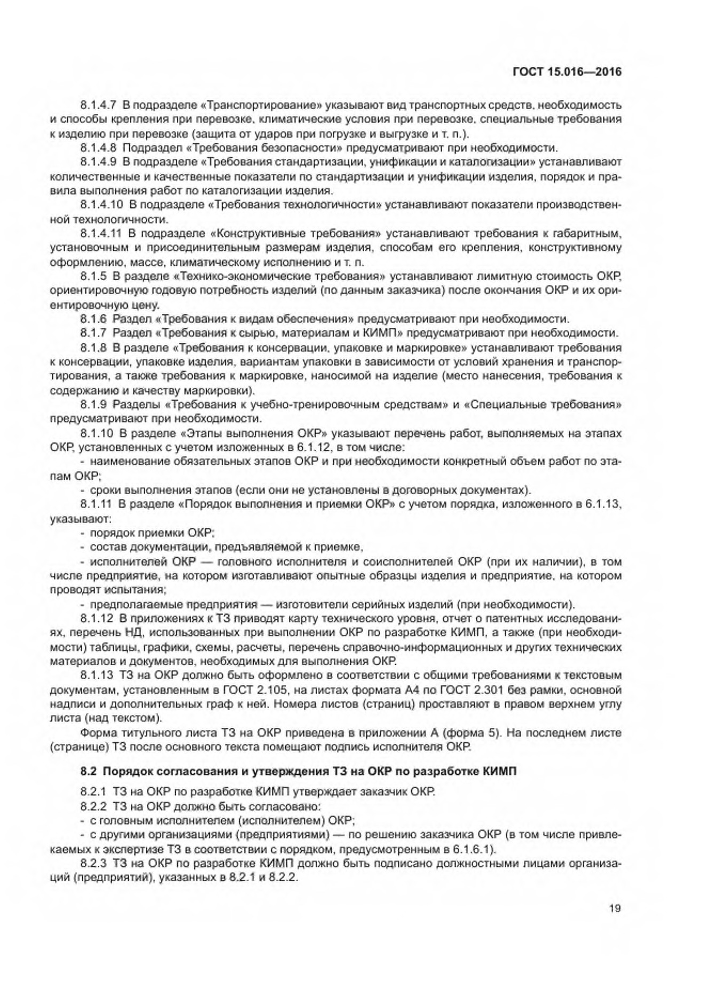 ГОСТ 15.016—2016
8.1.4.7 В подразделе «Транспортирование» указывают вид транспортных средств, необходимость
и способы крепления при перевозке, климатические условия при перевозке, специальные требования
к изделию при перевозке (защита от ударов при погрузке и выгрузке и т. п.).
8.1.4.8 Подраздел «Требования безопасности» предусматривают при необходимости.
8.1.4.9 В подразделе «Требования стандартизации, унификации и каталогизации» устанавливают
количественные и качественные показатели по стандартизации и унификации изделия, порядок и пра-
вила выполнения работ по каталогизации изделия.
8.1.4.10 В подразделе «Требования технологичности» устанавливают показатели производствен-
ной технологичности.
8.1.4.11 В подразделе «Конструктивные требования» устанавливают требования к габаритным,
установочным и присоединительным размерам изделия, способам его крепления, конструктивному
оформлению, массе, климатическому исполнению и т. п.
8.1.5 В разделе «Технико-экономические требования» устанавливают лимитную стоимость ОКР,
ориентировочную годовую потребность изделий (по данным заказчика) после окончания ОКР и их ори-
ентировочную цену.
8.1.6 Раздел «Требования к видам обеспечения» предусматривают при необходимости.
8.1.7 Раздел «Требования к сырью, материалам и КИМП» предусматривают при необходимости.
8.1.8 В разделе «Требования к консервации, упаковке и маркировке» устанавливают требования
к консервации, упаковке изделия, вариантам упаковки в зависимости от условий хранения и транспор-
тирования, а также требования к маркировке, наносимой на изделие (место нанесения, требования к
содержанию и качеству маркировки).
8.1.9 Разделы «Требования к учебно-тренировочным средствам» и «Специальные требования»
предусматривают при необходимости.
8.1.10 В разделе «Этапы выполнения ОКР» указывают перечень работ, выполняемых на этапах
ОКР, установленных с учетом изложенных в 6.1.12, в том числе:
- наименование обязательных этапов ОКР и при необходимости конкретный объем работ по эта-
пам ОКР;
- сроки выполнения этапов (если они не установлены в договорных документах).
8.1.11 В разделе «Порядок выполнения и приемки ОКР» с учетом порядка, изложенного в 6.1.13,
указывают:
- порядок приемки ОКР;
- состав документации, предъявляемой к приемке,
- исполнителей ОКР — головного исполнителя и соисполнителей ОКР (при их наличии), в том
числе предприятие, на котором изготавливают опытные образцы изделия и предприятие, на котором
проводят испытания;
- предполагаемые предприятия — изготовители серийных изделий (при необходимости).
8.1.12 В приложениях к ТЗ приводят карту технического уровня, отчет о патентных исследовани-
ях, перечень НД, использованных при выполнении ОКР по разработке КИМП, а также (при необходи-
мости) таблицы, графики, схемы, расчеты, перечень справочно-информационных и других технических
материалов и документов, необходимых для выполнения ОКР.
8.1.13 ТЗ на ОКР должно быть оформлено в соответствии с общими требованиями к текстовым
документам, установленным в ГОСТ 2.105, на листах формата А4 по ГОСТ 2.301 без рамки, основной
надписи и дополнительных граф к ней. Номера листов (страниц) проставляют в правом верхнем углу
листа (над текстом).
Форма титульного листа ТЗ на ОКР приведена в приложении А (форма 5). На последнем листе
(странице) ТЗ после основного текста помещают подпись исполнителя ОКР.
8.2 Порядок согласования и утверждения ТЗ на ОКР по разработке КИМП
8.2.1 ТЗ на ОКР по разработке КИМП утверждает заказчик ОКР.
8.2.2 ТЗ на ОКР должно быть согласовано:
- с головным исполнителем (исполнителем) ОКР;
- с другими организациями (предприятиями) — по решению заказчика ОКР (в том числе привле-
каемых к экспертизе ТЗ в соответствии с порядком, предусмотренным в 6.1.6.1).
8.2.3 ТЗ на ОКР по разработке КИМП должно быть подписано должностными лицами организа-
ций (предприятий), указанных в 8.2.1 и 8.2.2.
19